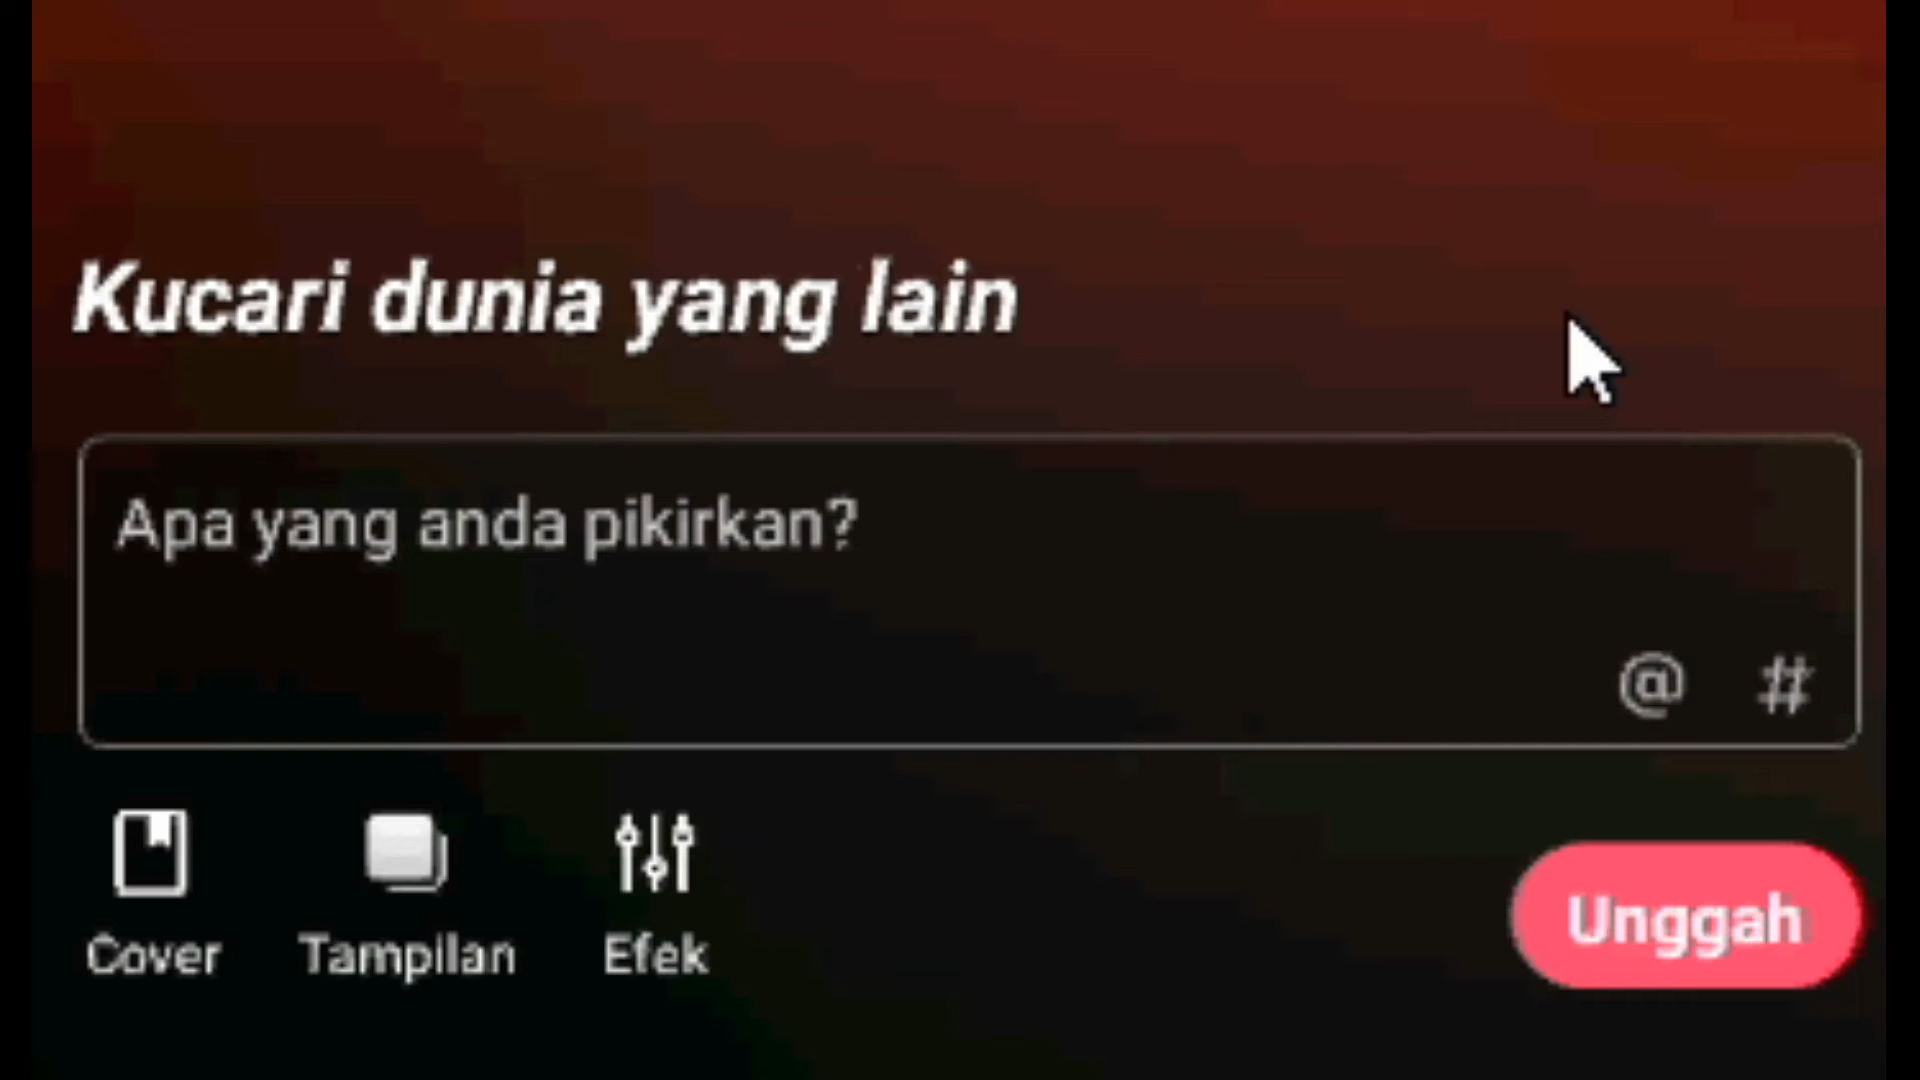 Kucari dunia yang lain
Apa yang anda pikirkan?
@ #
Cover Tampilan Efek
Unggah